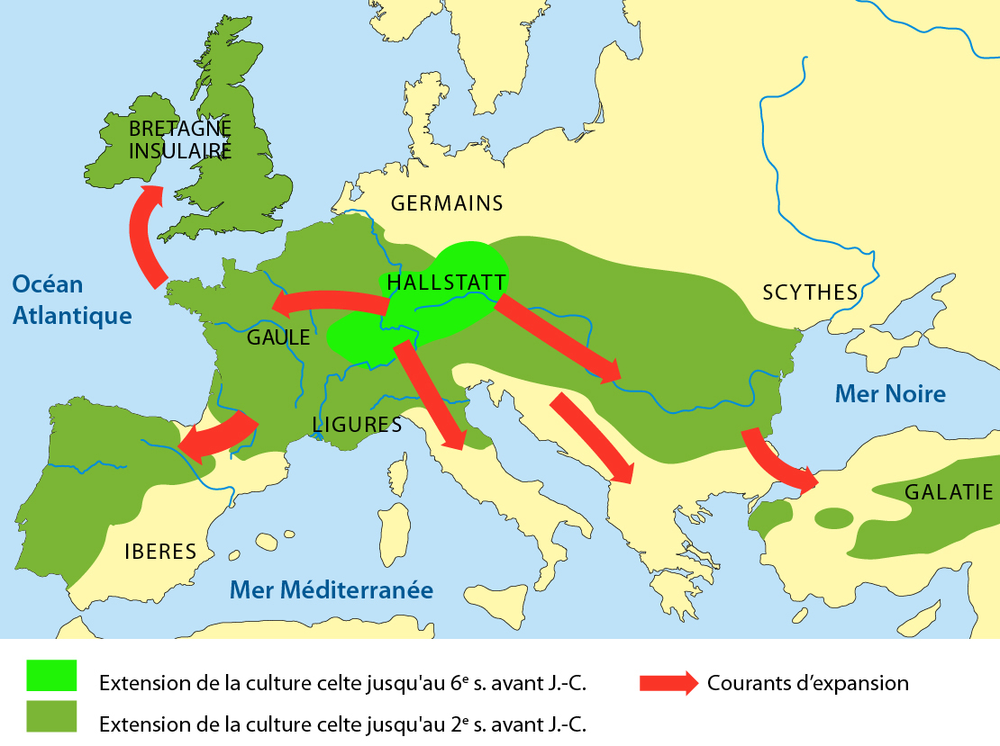 BRETAGNE
INSULAIRE
GERMAINS
Océan
Atlantique
HALLSTATT
SCYTHES
GAULE
Mer Noire
LIGURES
GALATIE
IBERES
Mer Méditerranée
Extension de la culture celte jusqu'au 6e s. avant J.-C.
Courants d’expansion
Extension de la culture celte jusqu'au 2e s. avant J.-C.